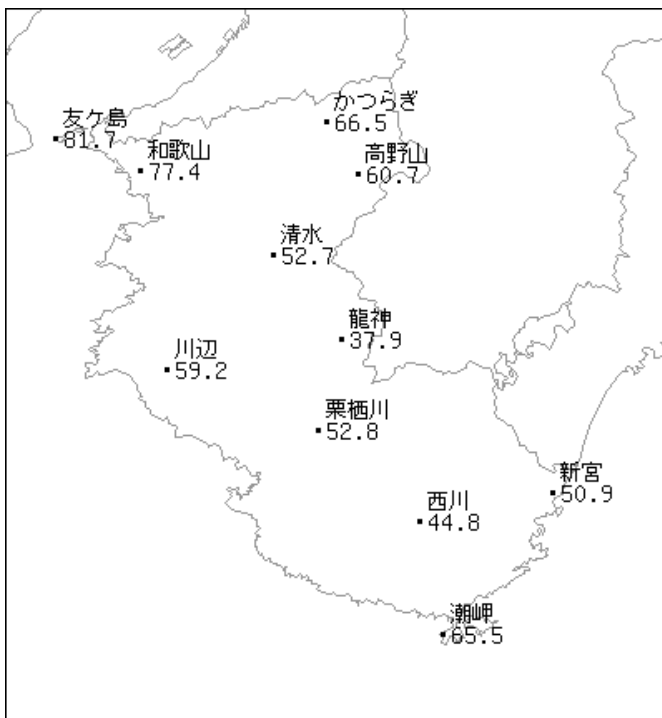 かつらぎ
66.5
友ケ島
81.7
和歌山
77.4
高野山
60.7
清水
52.7
龍神
37.9
川辺
59.2
栗栖川
52.8
新宮
50.9
西川
44.8
潮岬
65.5